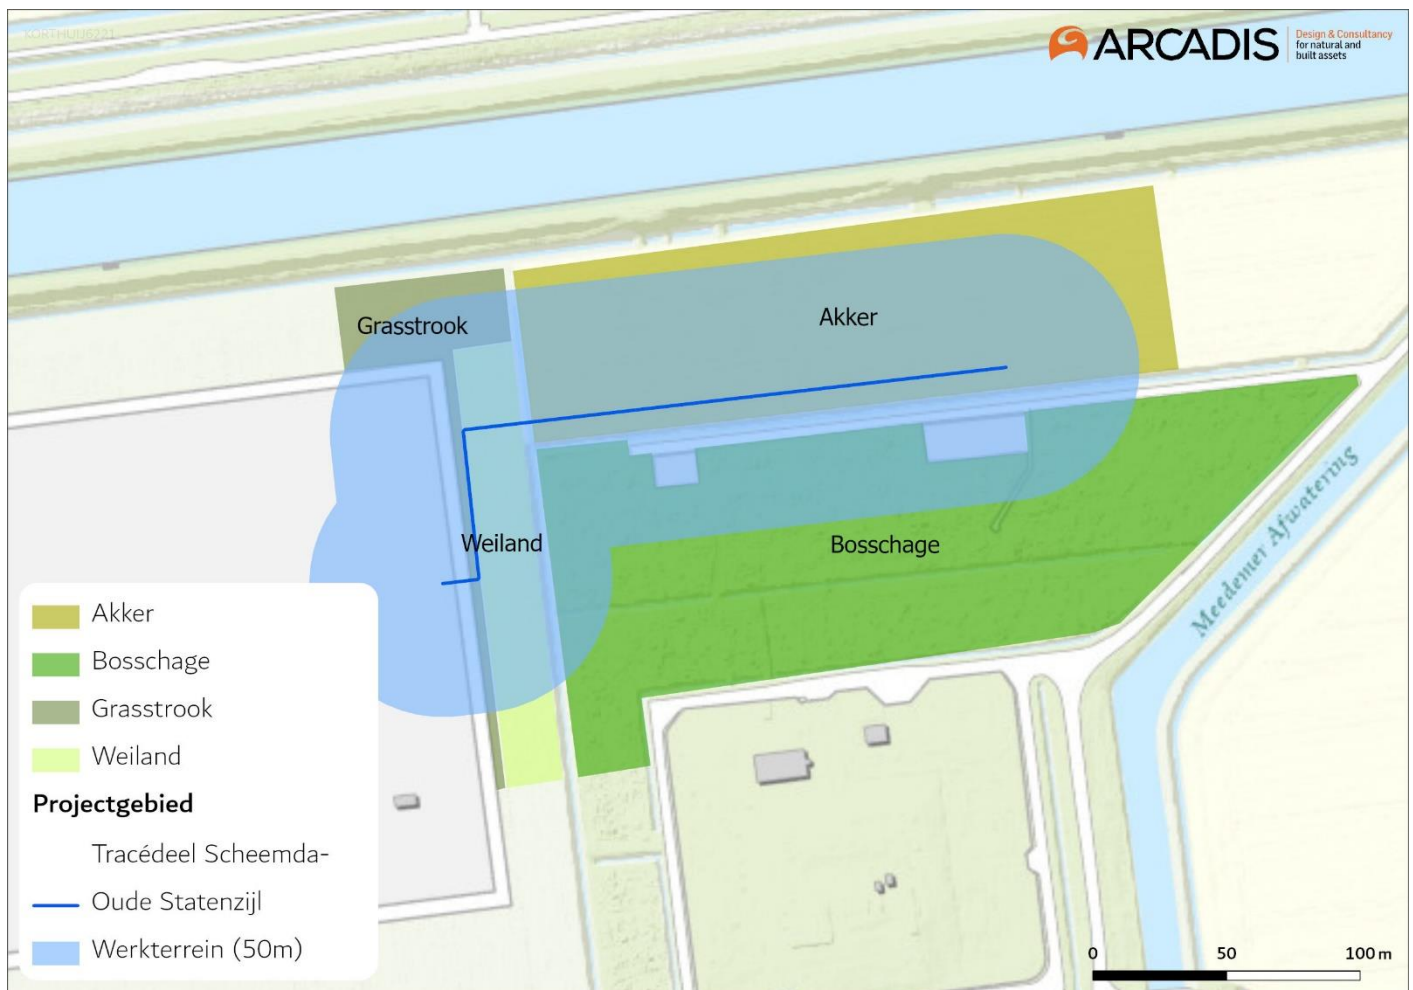 KORTHUIJ6221
ARCADIS
Design & Consultancy
for natural and
built assets
Grasstrook
Akker
Weiland
Bosschage
Meedemer Afwatering
Akker
Bosschage
Grasstrook
Weiland
Projectgebied
Tracédeel Scheemda-
Oude Statenzijl
Werkterrein (50m)
0 50 100 m